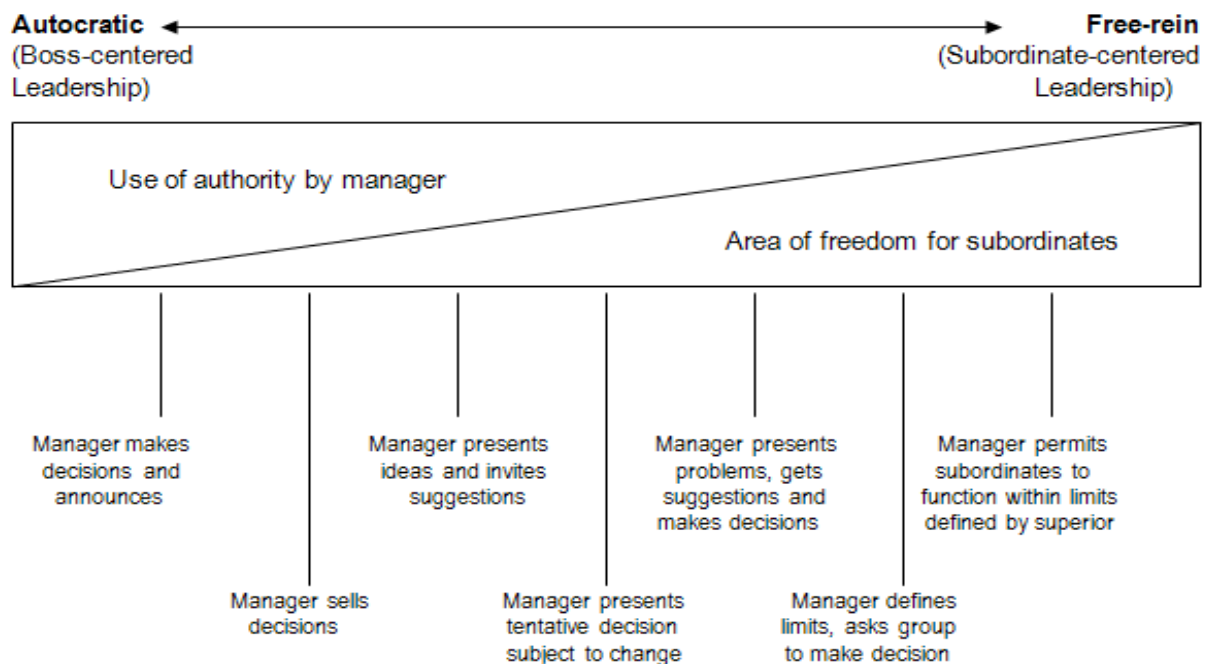 Autocratic
(Boss-centered
Leadership)
Free-rein
(Subordinate-centered
Leadership)
Use of authority by manager
Area of freedom for subordinates
Manager makes
decisions and
announces
Manager sells
decisions
Manager presents
ideas and invites
suggestions
Manager presents
tentative decision
subject to change
Manager presents
problems, gets
suggestions and
makes decisions
Manager defines
limits, asks group
to make decision
Manager permits
subordinates to
function within limits
defined by superior